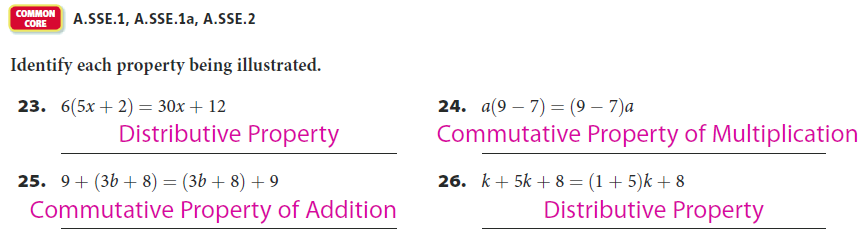 COMMON CORE A.SSE.1, A.SSE.1a, A.SSE.2
Identify each property being illustrated.
23. 6(5x + 2) = 30x + 12
Distributive Property
24. a(9 – 7) = (9 – 7)a
Commutative Property of Multiplication
25. 9 + (3b + 8) = (3b + 8) + 9
Commutative Property of Addition
26. k + 5k + 8 = (1 + 5)k + 8
Distributive Property